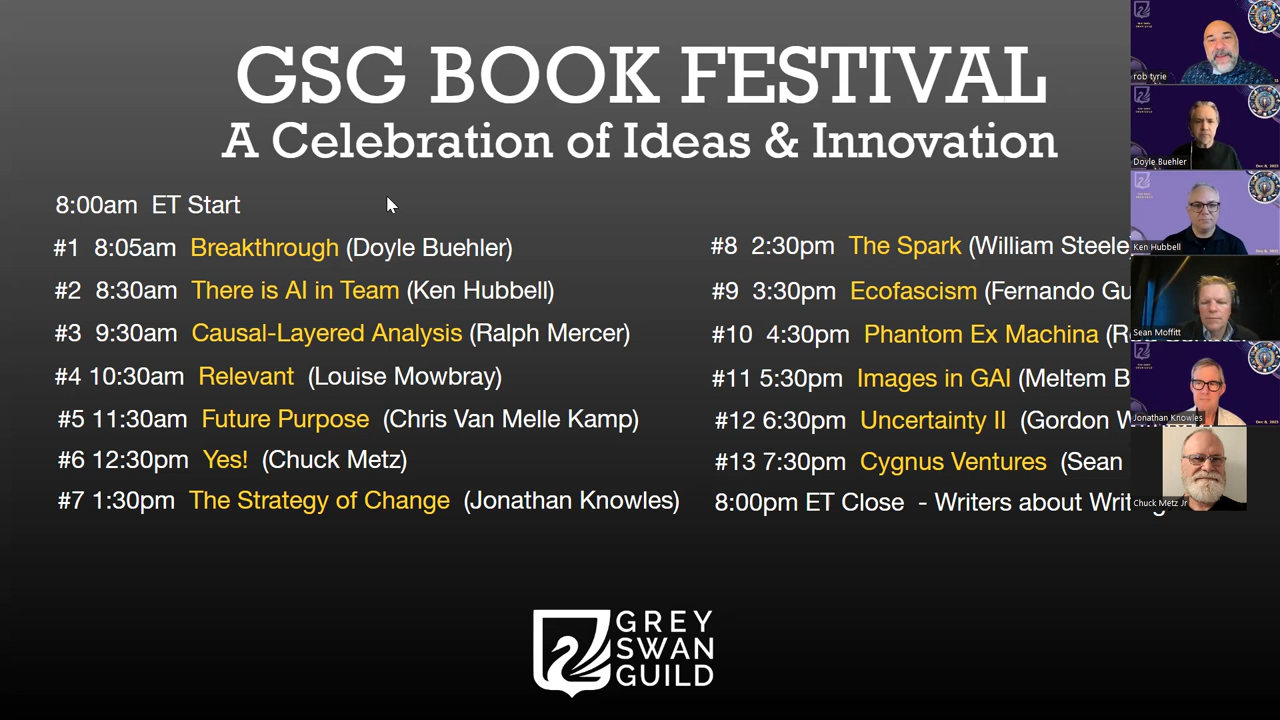 GSG BOOK FESTIVAL
A Celebration of Ideas & Innovation
8:00am ET Start
#1 8:05am Breakthrough (Doyle Buehler)
#2 8:30am There is AI in Team (Ken Hubbell)
#3 9:30am Causal-Layered Analysis (Ralph Mercer)
#4 10:30am Relevant (Louise Mowbray)
#5 11:30am Future Purpose (Chris Van Melle Kamp)
#6 12:30pm Yes! (Chuck Metz)
#7 1:30pm The Strategy of Change (Jonathan Knowles)
#8 2:30pm The Spark (William Steele)
#9 3:30pm Ecofascism (Fernando Gu
#10 4:30pm Phantom Ex Machina
#11 5:30pm Images in GAI (Meltem B
#12 6:30pm Uncertainty II (Gordon
#13 7:30pm Cygnus Ventures (Sean
8:00pm ET Close - Writers about Writing
GREY
SWAN
GUILD
rob tyrie
Doyle Buehler
Ken Hubbell
Sean Moffitt
Jonathan Knowles
Chuck Metz Jr